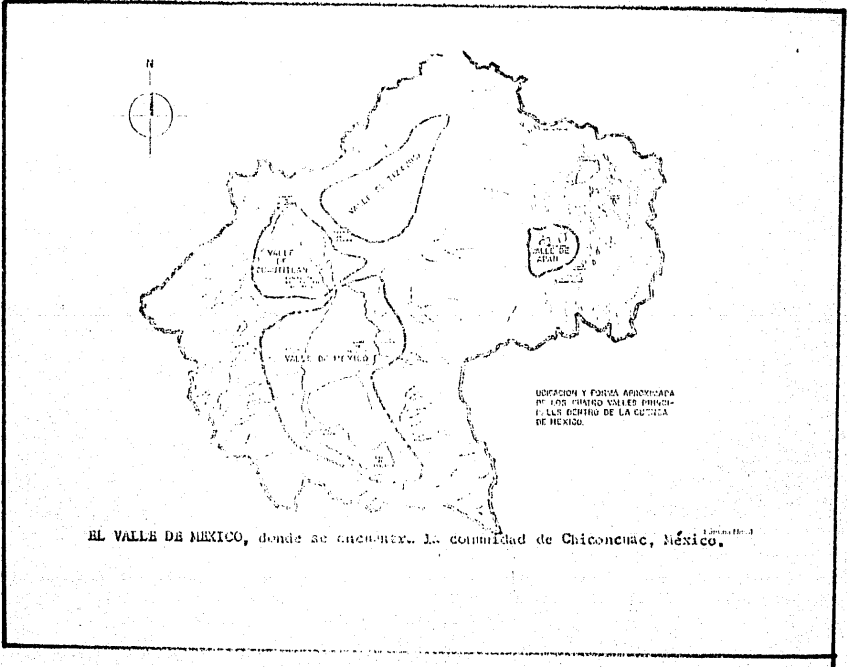 N
VALLE DE TIZAYUCA
VALLE
DE
CUAUTITLAN
VALLE DE
APAN
VALLE DE MEXICO
UBICACION Y FORMA APROXIMADA
DE LOS CUATRO VALLES PRINCI-
PALES DENTRO DE LA CUENCA
DE MEXICO.
EL VALLE DE MEXICO, donde se encuentra la comunidad de Chiconcuac, México.